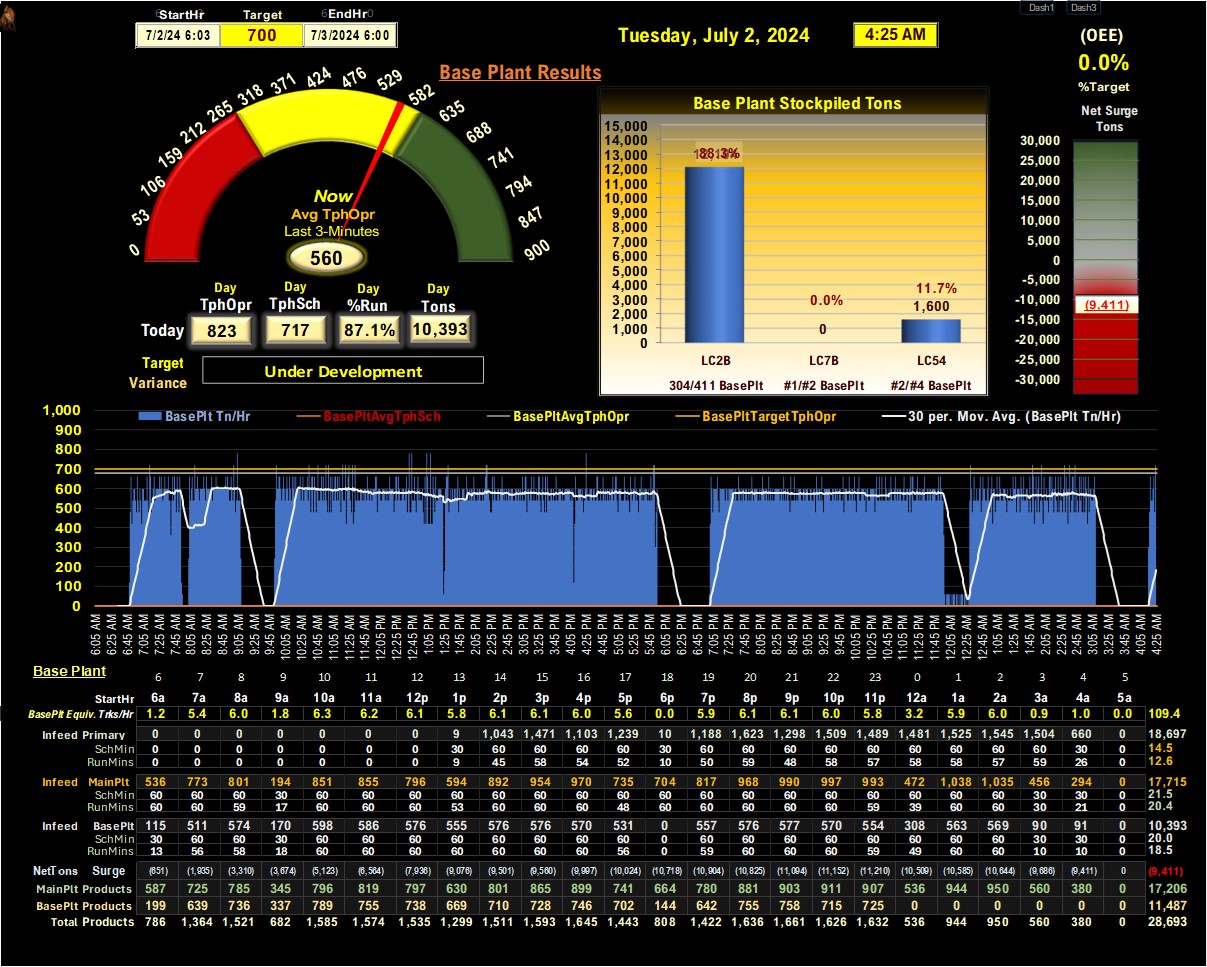 StartHr Target EndHr
7/2/24 6:03 700 7/3/2024 6:00
Tuesday, July 2, 2024
4:25 AM
Dash1 Dash3
(OEE)
0.0%
%Target
Net Surge
Tons
30,000
25,000
20,000
15,000
10,000
5,000
0
-5,000
-10,000
(9,411)
-15,000
-20,000
-25,000
-30,000
Base Plant Results
0 53 106 159 212 265 318 371 424 476 529 582 635 688 741 794 847 900
Now
Avg TphOpr
Last 3-Minutes
560
Day Day Day Day
TphOpr TphSch %Run Tons
Today 823 717 87.1% 10,393
Target
Variance
Under Development
Base Plant Stockpiled Tons
15,000
14,000
13,000
12,000
11,000
10,000
9,000
8,000
7,000
6,000
5,000
4,000
3,000
2,000
1,000
0
88.3%
0.0%
0
11.7%
1,600
LC2B LC7B LC54
304/411 BasePlt #1/#2 BasePlt #2/#4 BasePlt
BasePlt Tn/Hr BasePltAvgTphSch BasePltAvgTphOpr BasePltTargetTphOpr 30 per. Mov. Avg. (BasePlt Tn/Hr)
1,000
900
800
700
600
500
400
300
200
100
0
6:05 AM 6:25 AM 6:45 AM 7:05 AM 7:25 AM 7:45 AM 8:05 AM 8:25 AM 8:45 AM 9:05 AM 9:25 AM 9:45 AM 10:05 AM 10:25 AM 10:45 AM 11:05 AM 11:25 AM 11:45 AM 12:05 PM 12:25 PM 12:45 PM 1:05 PM 1:25 PM 1:45 PM 2:05 PM 2:25 PM 2:45 PM 3:05 PM 3:25 PM 3:45 PM 4:05 PM 4:25 PM 4:45 PM 5:05 PM 5:25 PM 5:45 PM 6:05 PM 6:25 PM 6:45 PM 7:05 PM 7:25 PM 7:45 PM 8:05 PM 8:25 PM 8:45 PM 9:05 PM 9:25 PM 9:45 PM 10:05 PM 10:25 PM 10:45 PM 11:05 PM 11:25 PM 11:45 PM 12:05 AM 12:25 AM 12:45 AM 1:05 AM 1:25 AM 1:45 AM 2:05 AM 2:25 AM 2:45 AM 3:05 AM 3:25 AM 3:45 AM 4:05 AM 4:25 AM
Base Plant 6 7 8 9 10 11 12 13 14 15 16 17 18 19 20 21 22 23 0 1 2 3 4 5
StartHr 6a 7a 8a 9a 10a 11a 12p 1p 2p 3p 4p 5p 6p 7p 8p 9p 10p 11p 12a 1a 2a 3a 4a 5a
BasePlt Equiv. Trks/Hr 1.2 5.4 6.0 1.8 6.3 6.2 6.1 5.8 6.1 6.1 6.0 5.6 0.0 5.9 6.1 6.1 6.0 5.8 3.2 5.9 6.0 0.9 1.0 0.0 109.4
Infeed Primary 0 0 0 0 0 0 0 9 1,043 1,471 1,103 1,239 10 1,188 1,623 1,298 1,509 1,489 1,481 1,525 1,545 1,504 660 0 18,697
SchMin 0 0 0 0 0 0 0 30 60 60 60 60 60 60 60 60 60 60 60 60 60 60 30 0 14.5
RunMins 0 0 0 0 0 0 0 9 45 58 54 52 10 50 59 48 58 58 57 58 57 59 26 0 12.6
Infeed MainPlt 536 773 801 194 851 855 796 594 892 954 970 735 704 817 968 990 997 993 472 1,038 1,035 456 294 0 17,715
SchMin 60 60 60 30 60 60 60 60 60 60 60 60 60 60 60 60 60 60 60 60 60 30 30 0 21.5
RunMins 60 60 59 17 60 60 60 53 60 60 60 48 60 60 60 60 60 59 39 60 60 30 21 0 20.4
Infeed BasePlt 115 511 574 170 598 586 576 555 576 576 570 531 0 557 576 577 570 554 308 563 569 90 91 0 10,393
SchMin 30 60 60 30 60 60 60 60 60 60 60 60 0 60 60 60 60 60 60 60 60 30 30 0 20.0
RunMins 13 56 58 18 60 60 60 60 60 60 60 56 0 59 60 60 60 59 49 60 60 10 10 0 18.5
NetTons Surge (651) (1,935) (3,310) (3,674) (5,123) (6,564) (7,936) (9,076) (9,501) (9,460) (9,997) (10,024) (10,718) (10,904) (10,825) (11,094) (11,152) (11,210) (10,509) (10,585) (10,644) (9,686) (9,411) 0 (9,411)
MainPlt Products 587 725 785 345 796 819 797 630 801 865 899 741 664 780 881 903 911 907 536 944 950 560 380 0 17,206
BasePlt Products 199 639 736 337 789 755 738 669 710 728 746 702 144 642 755 758 715 725 0 0 0 0 0 0 11,487
Total Products 786 1,364 1,521 682 1,585 1,574 1,535 1,299 1,511 1,593 1,645 1,443 808 1,422 1,636 1,661 1,626 1,632 536 944 950 560 380 0 28,693